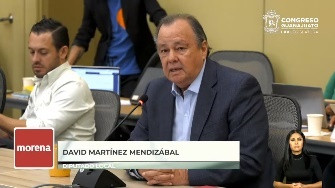 CONGRESO
GUANAJUATO
morena
DAVID MARTÍNEZ MENDIZÁBAL
DIPUTADO LOCAL